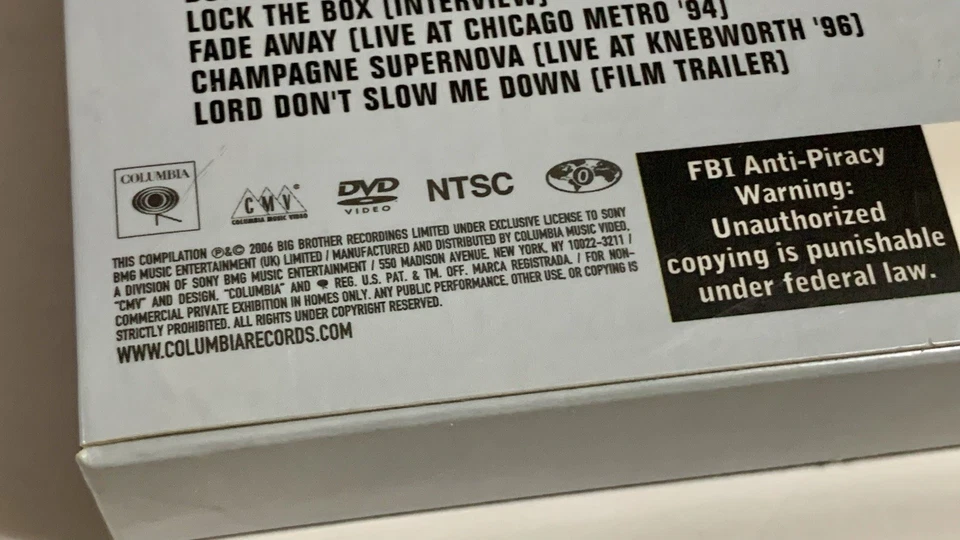 LOCK THE BOX [INTERVIEW]
FADE AWAY [LIVE AT CHICAGO METRO '94]
CHAMPAGNE SUPERNOVA [LIVE AT KNEBWORTH '96]
LORD DON'T SLOW ME DOWN [FILM TRAILER]
COLUMBIA
CMV
COLUMBIA MUSIC VIDEO
DVD
VIDEO
NTSC
0
THIS COMPILATION ℗&© 2006 BIG BROTHER RECORDINGS LIMITED UNDER EXCLUSIVE LICENSE TO SONY
BMG MUSIC ENTERTAINMENT (UK) LIMITED / MANUFACTURED AND DISTRIBUTED BY COLUMBIA MUSIC VIDEO,
A DIVISION OF SONY BMG MUSIC ENTERTAINMENT / 550 MADISON AVENUE, NEW YORK, NY 10022-3211 /
"CMV" AND DESIGN, "COLUMBIA" AND REG. U.S. PAT. & TM. OFF. MARCA REGISTRADA. / FOR NON-
COMMERCIAL PRIVATE EXHIBITION IN HOMES ONLY. ANY PUBLIC PERFORMANCE, OTHER USE, OR COPYING IS
STRICTLY PROHIBITED. ALL RIGHTS UNDER COPYRIGHT RESERVED.
WWW.COLUMBIARECORDS.COM
FBI Anti-Piracy
Warning:
Unauthorized
copying is punishable
under federal law.